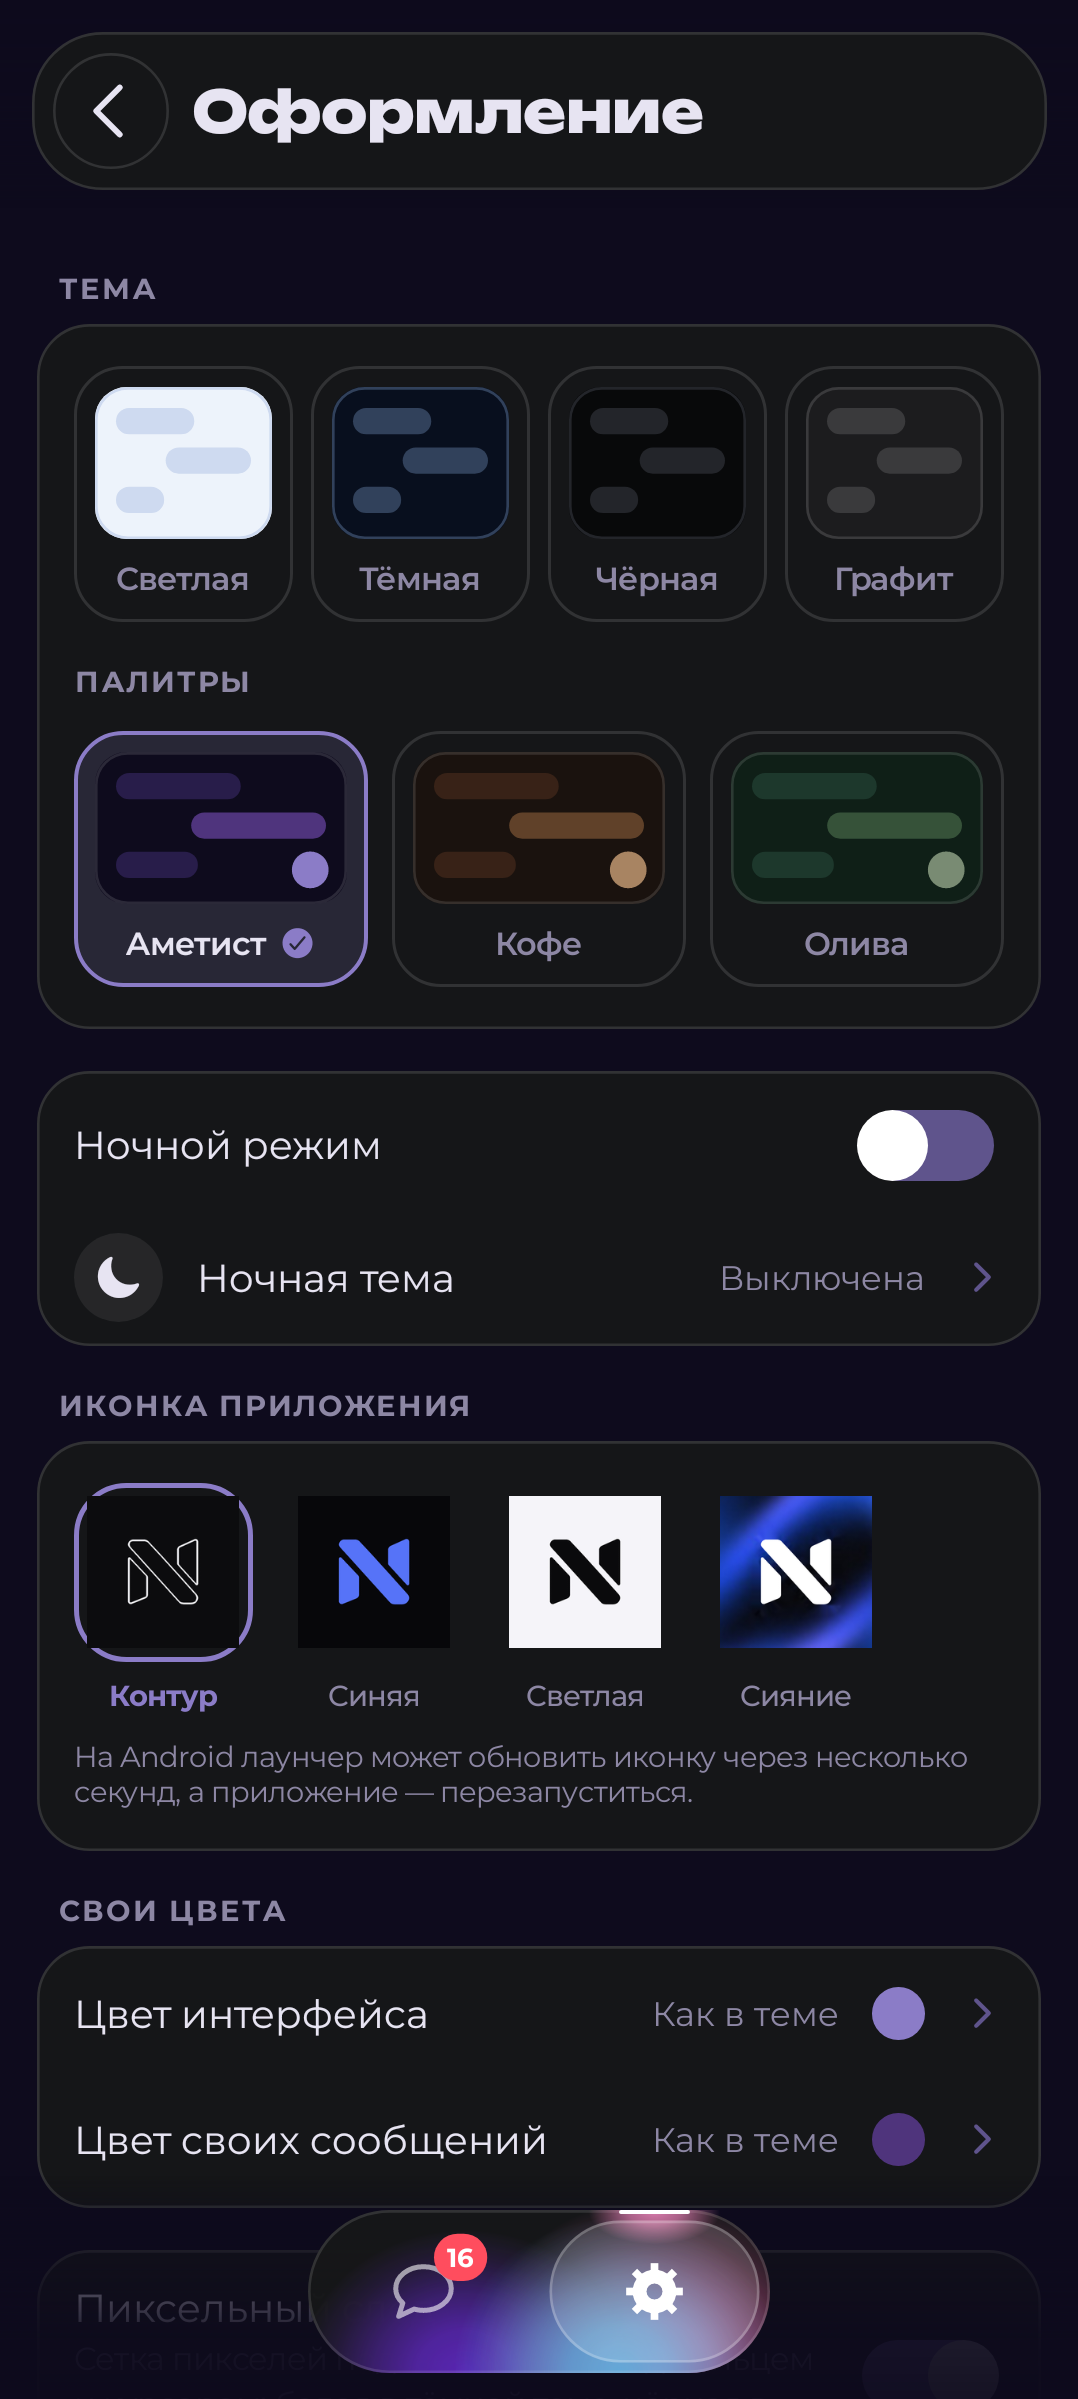 Оформление
ТЕМА
Светлая
Тёмная
Чёрная
Графит
ПАЛИТРЫ
Аметист
Кофе
Олива
Ночной режим
Ночная тема
Выключена
ИКОНКА ПРИЛОЖЕНИЯ
Контур
Синяя
Светлая
Сияние
На Android лаунчер может обновить иконку через несколько
секунд, а приложение — перезапуститься.
СВОИ ЦВЕТА
Цвет интерфейса
Как в теме
Цвет своих сообщений
Как в теме
16
Сетка пикселей